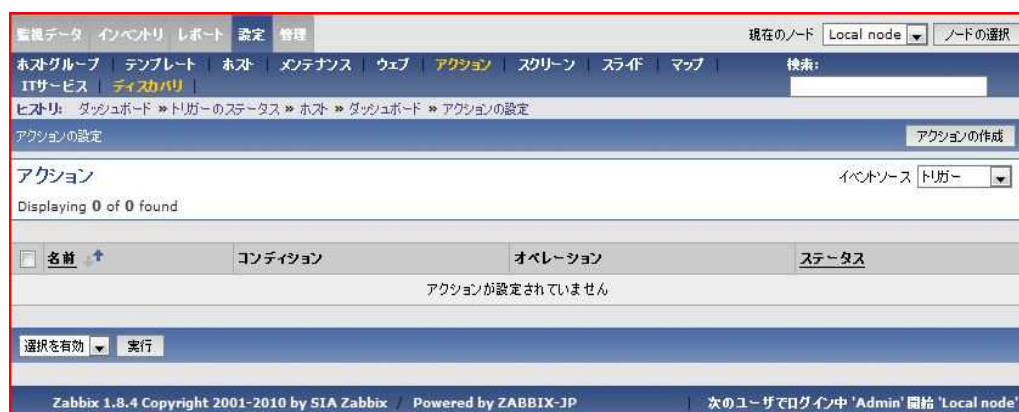 監視データ インベントリ レポート 設定 管理 現在のノード Local node ノードの選択
ホストグループ | テンプレート | ホスト | メンテナンス | ウェブ | アクション | スクリーン | スライド | マップ | 検索:
ITサービス | ディスカバリ |
ヒストリ: ダッシュボード » トリガーのステータス » ホスト » ダッシュボード » アクションの設定
アクションの設定 アクションの作成
アクション イベントソース トリガー
Displaying 0 of 0 found
名前 コンディション オペレーション ステータス
アクションが設定されていません
選択を有効 実行
Zabbix 1.8.4 Copyright 2001-2010 by SIA Zabbix / Powered by ZABBIX-JP | 次のユーザでログイン中 'Admin' 開始 'Local node'